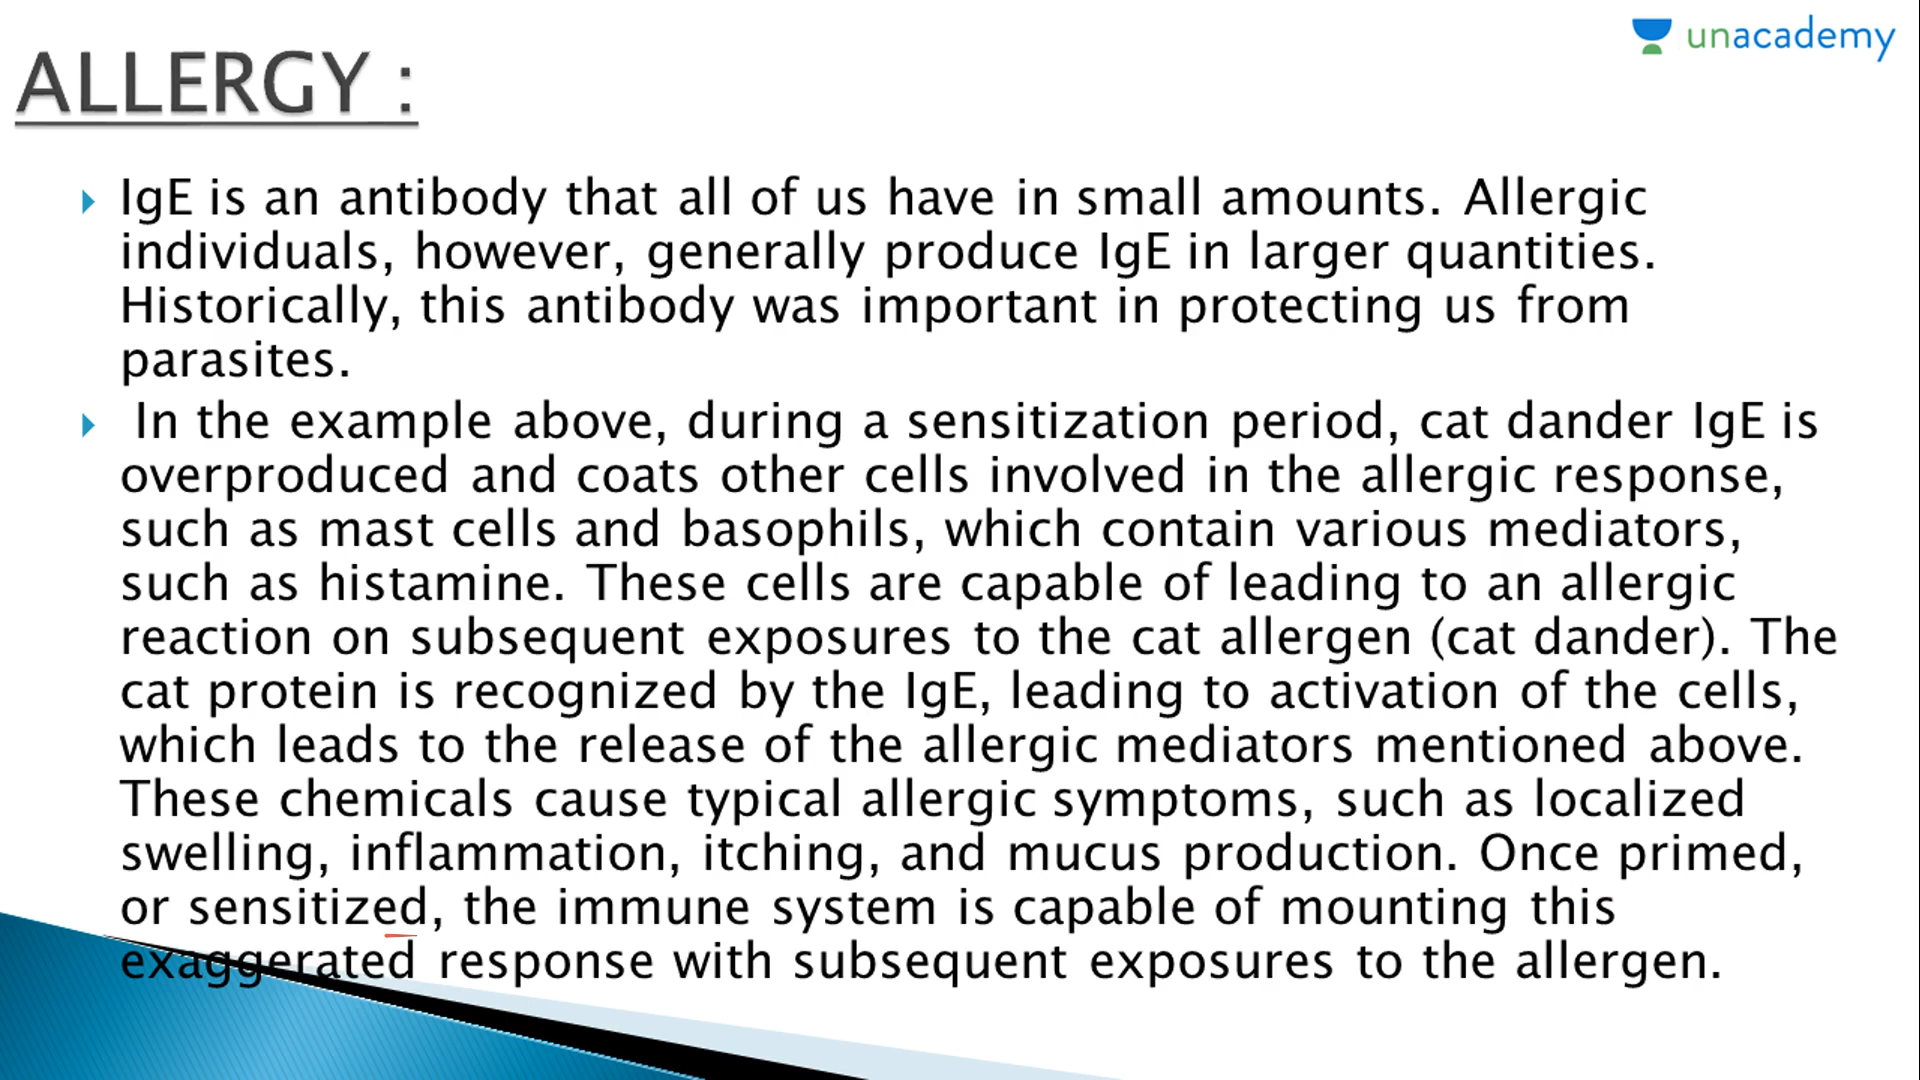 unacademy
ALLERGY :
IgE is an antibody that all of us have in small amounts. Allergic
individuals, however, generally produce IgE in larger quantities.
Historically, this antibody was important in protecting us from
parasites.
In the example above, during a sensitization period, cat dander IgE is
overproduced and coats other cells involved in the allergic response,
such as mast cells and basophils, which contain various mediators,
such as histamine. These cells are capable of leading to an allergic
reaction on subsequent exposures to the cat allergen (cat dander). The
cat protein is recognized by the IgE, leading to activation of the cells,
which leads to the release of the allergic mediators mentioned above.
These chemicals cause typical allergic symptoms, such as localized
swelling, inflammation, itching, and mucus production. Once primed,
or sensitized, the immune system is capable of mounting this
exaggerated response with subsequent exposures to the allergen.